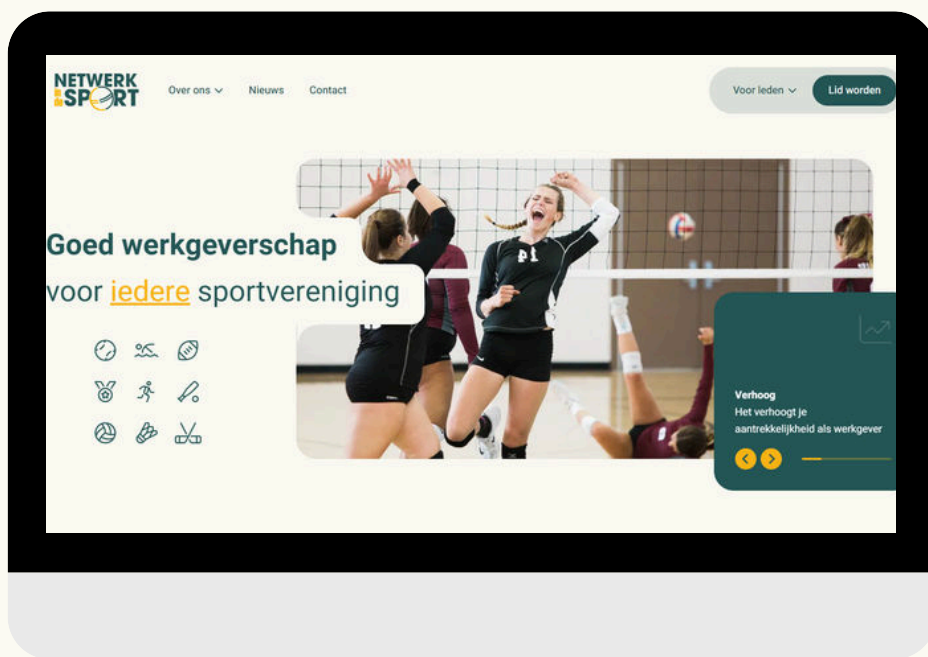 NETWERK
SPORT
Over ons
Nieuws
Contact
Voor leden
Lid worden
Goed werkgeverschap
voor iedere sportvereniging
Verhoog
Het verhoogt je
aantrekkelijkheid als werkgever